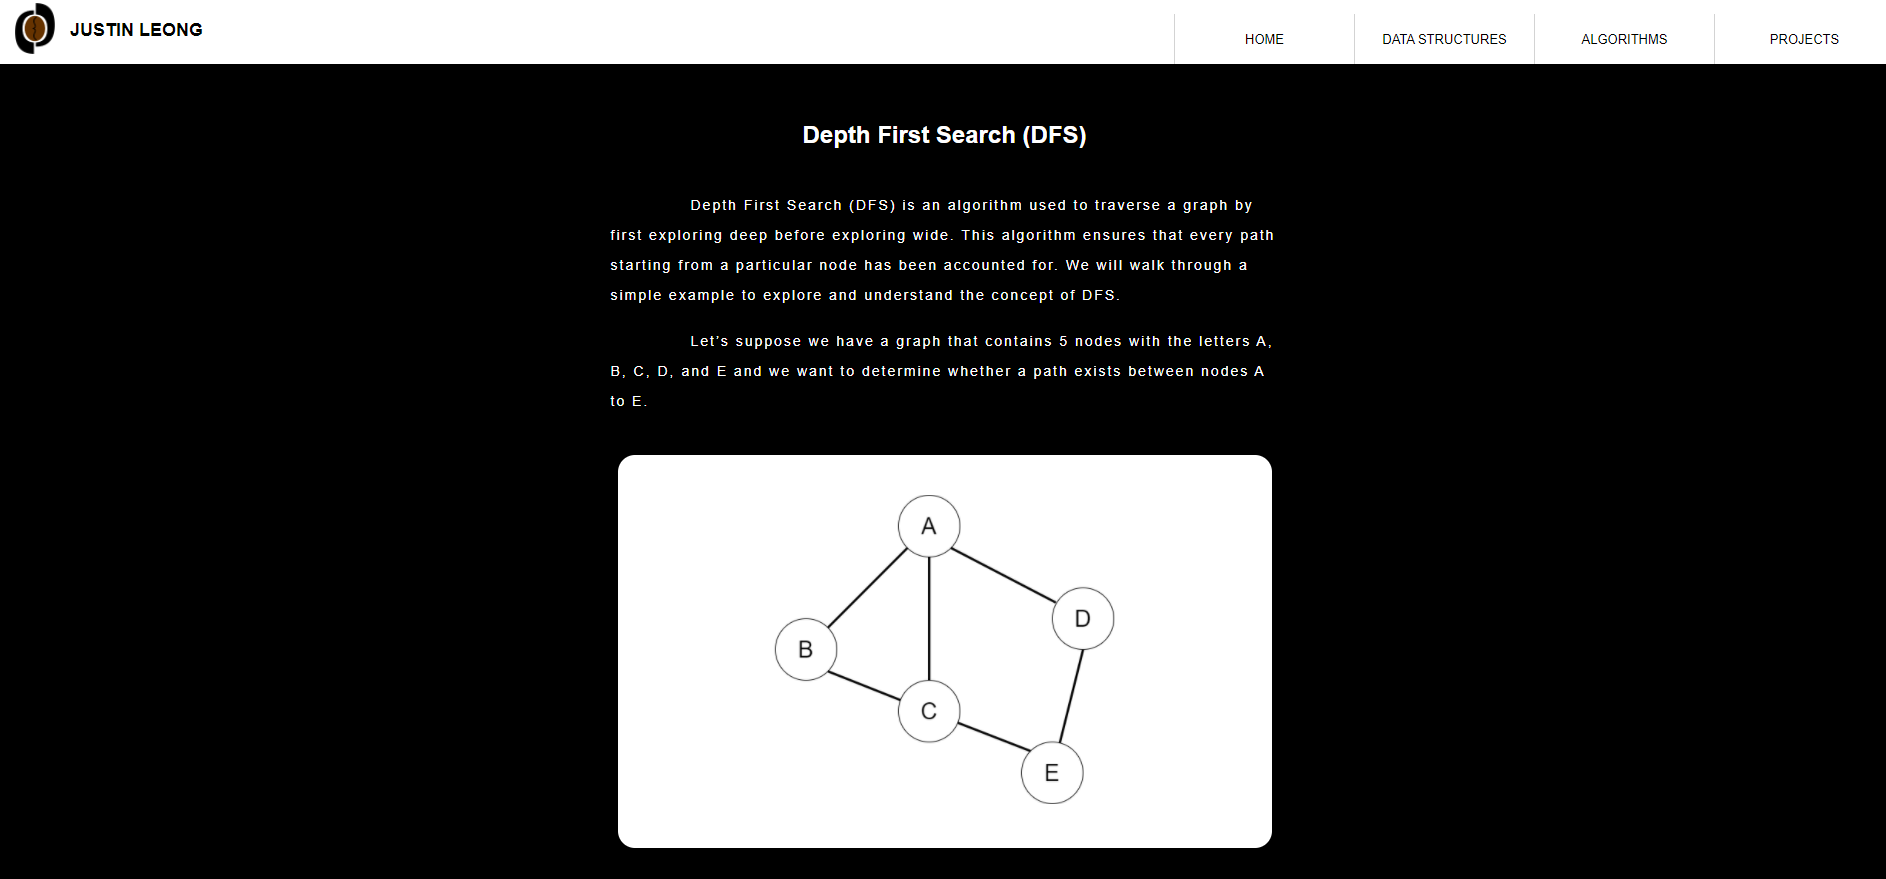 JUSTIN LEONG
HOME
DATA STRUCTURES
ALGORITHMS
PROJECTS
Depth First Search (DFS)
Depth First Search (DFS) is an algorithm used to traverse a graph by
first exploring deep before exploring wide. This algorithm ensures that every path
starting from a particular node has been accounted for. We will walk through a
simple example to explore and understand the concept of DFS.
Let’s suppose we have a graph that contains 5 nodes with the letters A,
B, C, D, and E and we want to determine whether a path exists between nodes A
to E.
A
D
B
C
E